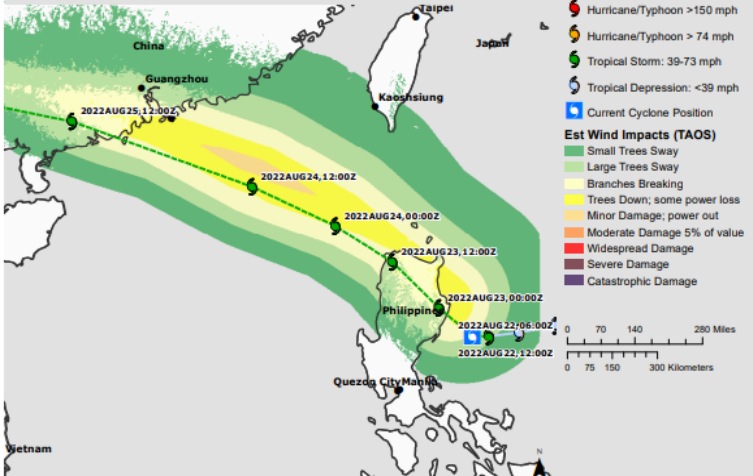 Taipei
China
Japan
Guangzhou
Kaohsiung
2022AUG25,12:00Z,
2022AUG24,12:00Z
2022AUG24,00:00Z
2022AUG23,12:00Z
2022AUG23,00:00Z
Philippine
2022AUG22,06:00Z
2022AUG22,12:00Z
Quezon City Manila
Vietnam
N
Hurricane/Typhoon >150 mph
Hurricane/Typhoon > 74 mph
Tropical Storm: 39-73 mph
Tropical Depression: <39 mph
Current Cyclone Position
Est Wind Impacts (TAOS)
Small Trees Sway
Large Trees Sway
Branches Breaking
Trees Down; some power loss
Minor Damage; power out
Moderate Damage 5% of value
Widespread Damage
Severe Damage
Catastrophic Damage
0 70 140 280 Miles
0 75 150 300 Kilometers